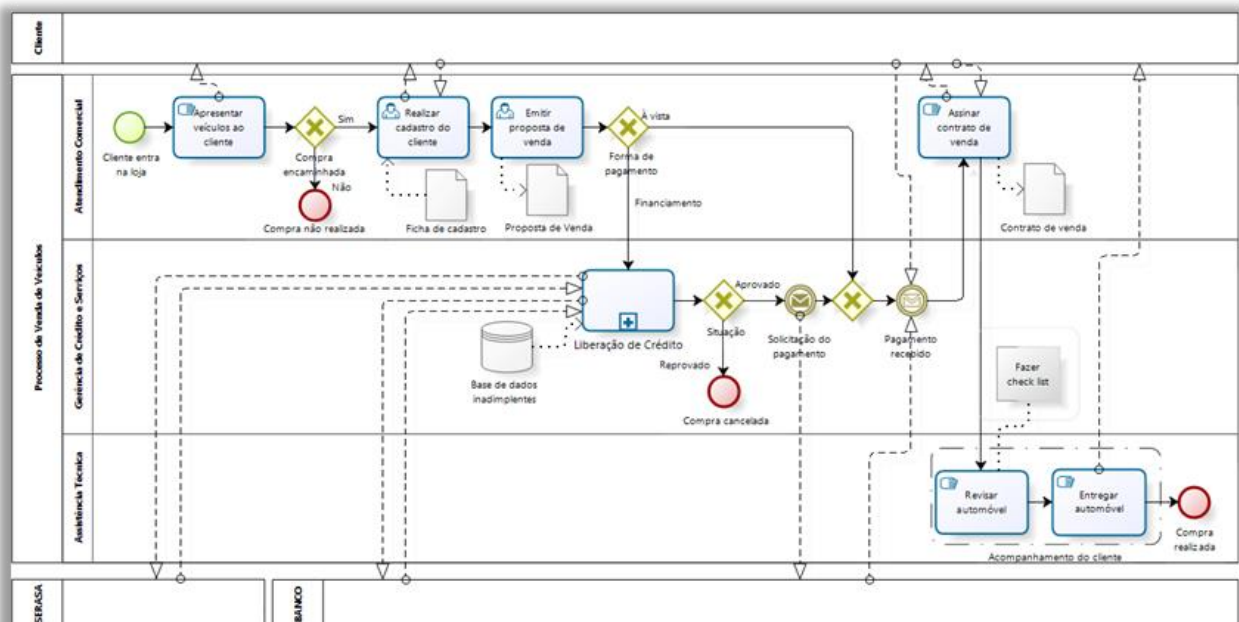 Cliente
Processo de Venda de Veículos
Atendimento Comercial
Cliente entra
na loja
Apresentar
veículos ao
cliente
Compra
encaminhada
Sim
Não
Compra não realizada
Realizar
cadastro do
cliente
Ficha de cadastro
Emitir
proposta de
venda
Proposta de Venda
Forma de
pagamento
À vista
Financiamento
Assinar
contrato de
venda
Contrato de venda
Gerência de Crédito e Serviços
Base de dados
inadimplentes
Liberação de Crédito
Situação
Aprovado
Reprovado
Compra cancelada
Solicitação do
pagamento
Pagamento
recebido
Fazer
check list
Assistência Técnica
Revisar
automóvel
Entregar
automóvel
Acompanhamento do cliente
Compra
realizada
SERASA
BANCO